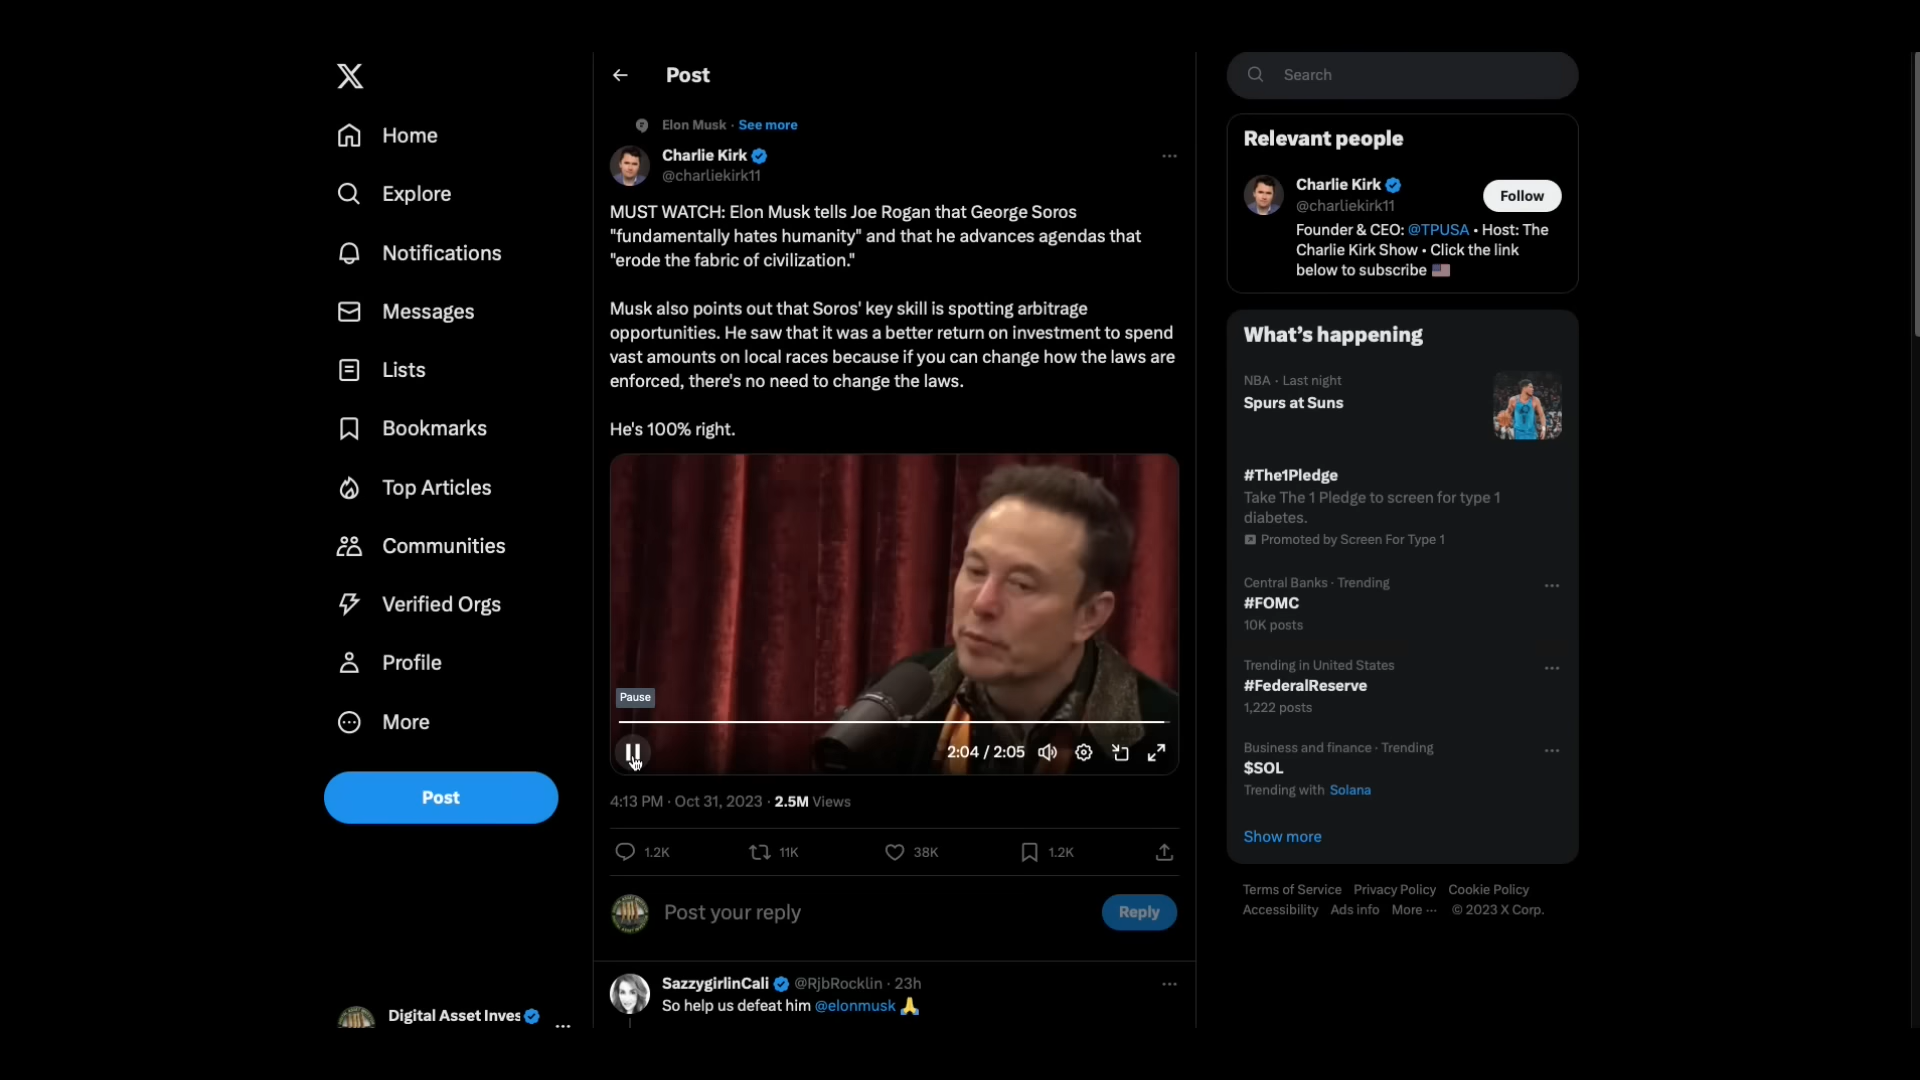 Home
Explore
Notifications
Messages
Lists
Bookmarks
Top Articles
Communities
Verified Orgs
Profile
More
Post
Digital Asset Inves
Post
Elon Musk · See more
Charlie Kirk
@charliekirk11
MUST WATCH: Elon Musk tells Joe Rogan that George Soros
"fundamentally hates humanity" and that he advances agendas that
"erode the fabric of civilization."
Musk also points out that Soros' key skill is spotting arbitrage
opportunities. He saw that it was a better return on investment to spend
vast amounts on local races because if you can change how the laws are
enforced, there's no need to change the laws.
He's 100% right.
Pause
2:04 / 2:05
4:13 PM · Oct 31, 2023 · 2.5M Views
1.2K 11K 38K 1.2K
Post your reply
Reply
SazzygirlinCali @RjbRocklin · 23h
So help us defeat him @elonmusk
Search
Relevant people
Charlie Kirk
@charliekirk11
Follow
Founder & CEO: @TPUSA • Host: The
Charlie Kirk Show • Click the link
below to subscribe
What's happening
NBA · Last night
Spurs at Suns
#The1Pledge
Take The 1 Pledge to screen for type 1
diabetes.
Promoted by Screen For Type 1
Central Banks · Trending
#FOMC
10K posts
Trending in United States
#FederalReserve
1,222 posts
Business and finance · Trending
$SOL
Trending with Solana
Show more
Terms of Service Privacy Policy Cookie Policy
Accessibility Ads info More ··· © 2023 X Corp.